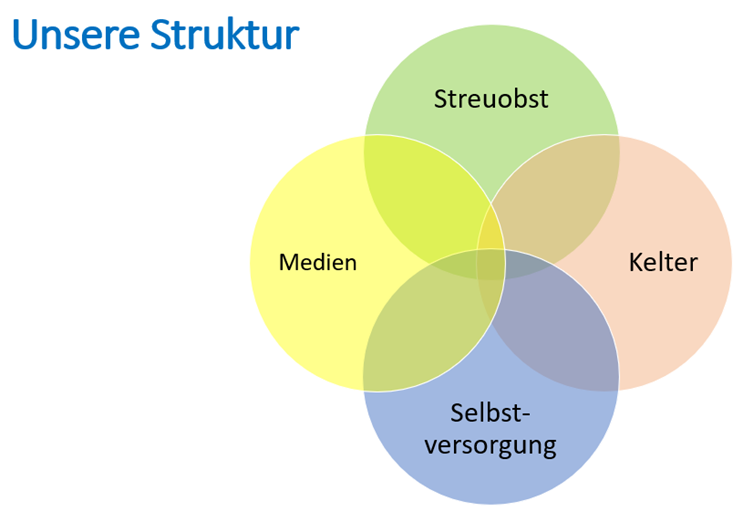 Unsere Struktur
Streuobst
Medien
Kelter
Selbst-
versorgung